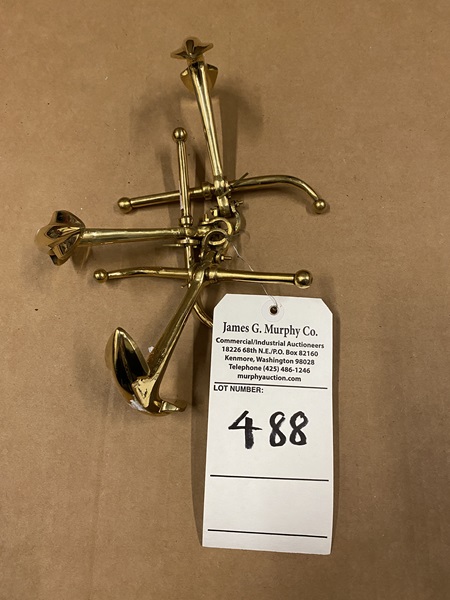 James G. Murphy Co.
Commercial/Industrial Auctioneers
18226 68th N.E./P.O. Box 82160
Kenmore, Washington 98028
Telephone (425) 486-1246
murphyauction.com
LOT NUMBER:
488